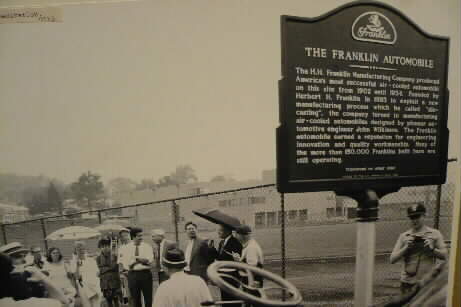 Franklin
THE FRANKLIN AUTOMOBILE
The H.H. Franklin Manufacturing Company produced
America's most successful air-cooled automobiles
on this site from 1902 until 1934. Founded by
Herbert H. Franklin in 1893 to exploit a new
manufacturing process which he called "die-
casting", the company turned to manufacturing
air-cooled automobiles designed by pioneer au-
tomotive engineer John Wilkinson. The Franklin
automobile earned a reputation for engineering
innovation and quality workmanship. Many of
the more than 150,000 Franklins built here are
still operating.